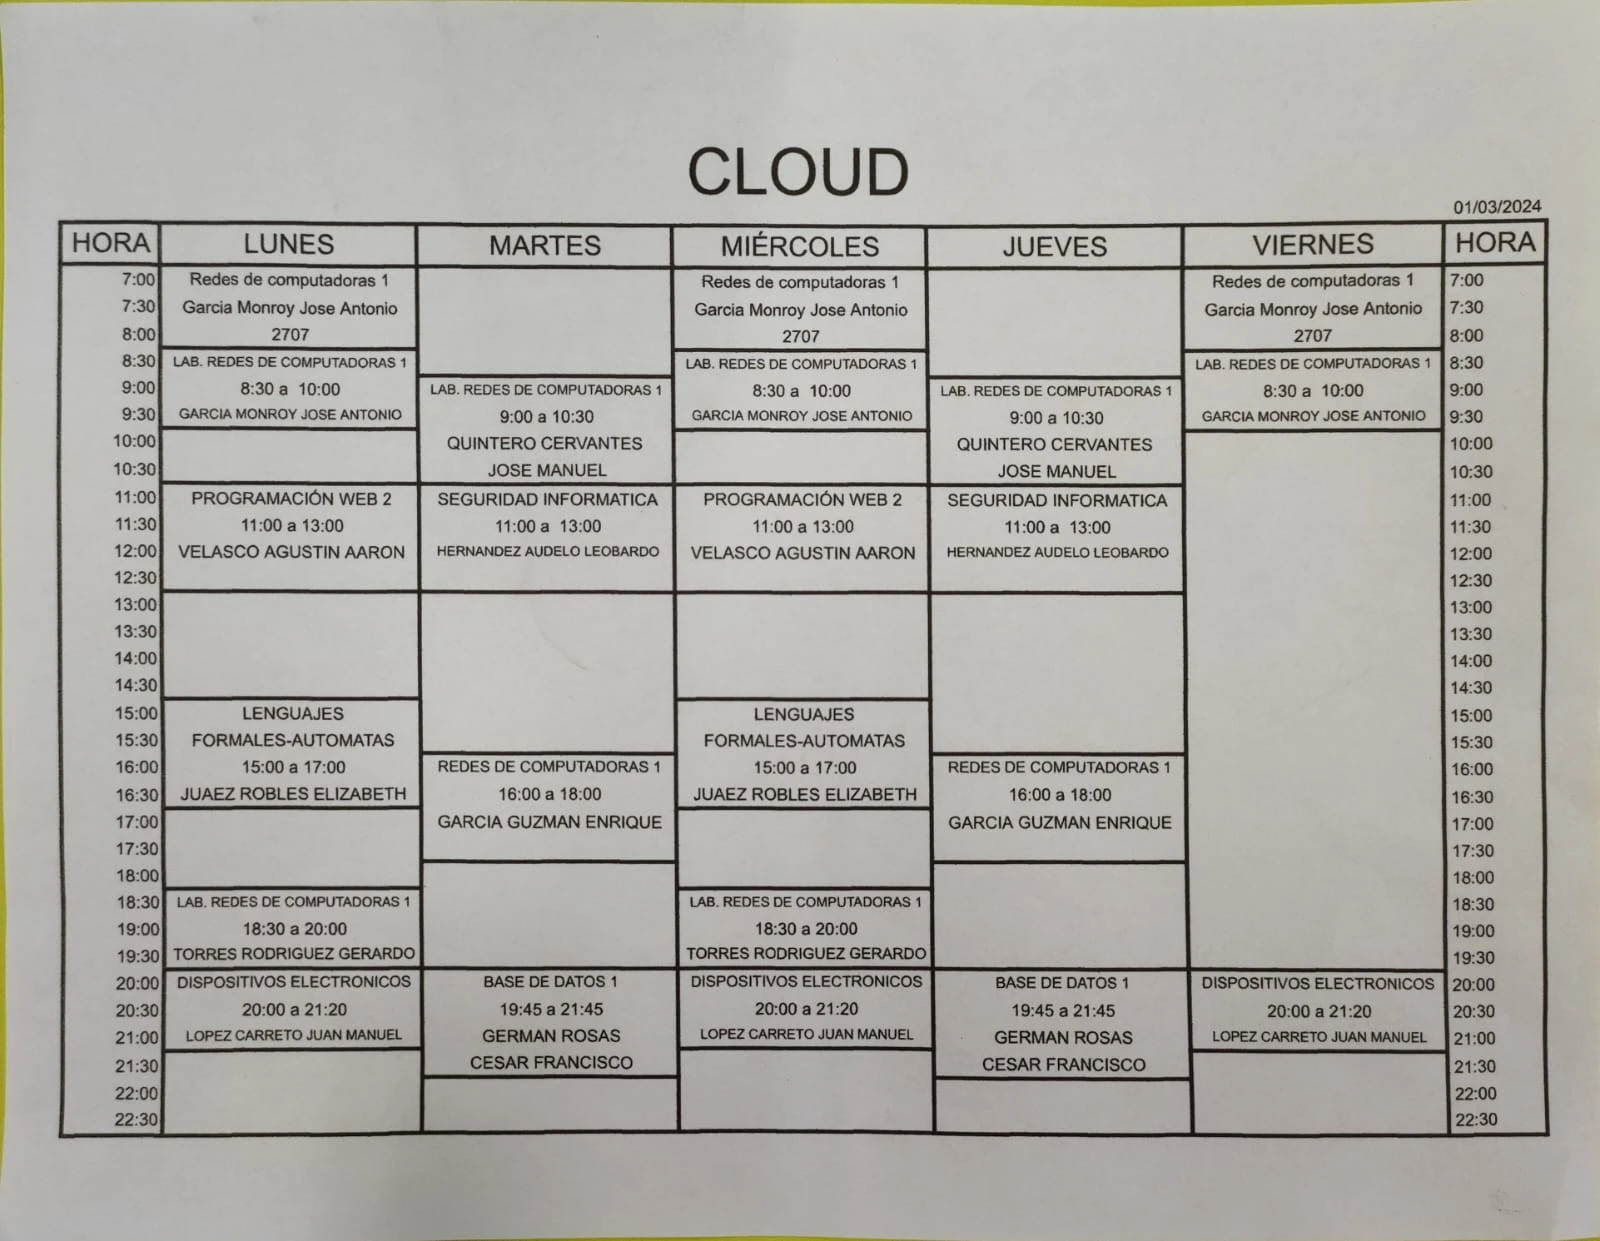 CLOUD
01/03/2024
HORA LUNES MARTES MIÉRCOLES JUEVES VIERNES HORA
7:00 Redes de computadoras 1 Redes de computadoras 1 Redes de computadoras 1 7:00
7:30 Garcia Monroy Jose Antonio Garcia Monroy Jose Antonio Garcia Monroy Jose Antonio 7:30
8:00 2707 2707 2707 8:00
8:30 LAB. REDES DE COMPUTADORAS 1 LAB. REDES DE COMPUTADORAS 1 LAB. REDES DE COMPUTADORAS 1 8:30
9:00 8:30 a 10:00 LAB. REDES DE COMPUTADORAS 1 8:30 a 10:00 LAB. REDES DE COMPUTADORAS 1 8:30 a 10:00 9:00
9:30 GARCIA MONROY JOSE ANTONIO 9:00 a 10:30 GARCIA MONROY JOSE ANTONIO 9:00 a 10:30 GARCIA MONROY JOSE ANTONIO 9:30
10:00 QUINTERO CERVANTES QUINTERO CERVANTES 10:00
10:30 JOSE MANUEL JOSE MANUEL 10:30
11:00 PROGRAMACIÓN WEB 2 SEGURIDAD INFORMATICA PROGRAMACIÓN WEB 2 SEGURIDAD INFORMATICA 11:00
11:30 11:00 a 13:00 11:00 a 13:00 11:00 a 13:00 11:00 a 13:00 11:30
12:00 VELASCO AGUSTIN AARON HERNANDEZ AUDELO LEOBARDO VELASCO AGUSTIN AARON HERNANDEZ AUDELO LEOBARDO 12:00
12:30 12:30
13:00 13:00
13:30 13:30
14:00 14:00
14:30 14:30
15:00 LENGUAJES LENGUAJES 15:00
15:30 FORMALES-AUTOMATAS FORMALES-AUTOMATAS 15:30
16:00 15:00 a 17:00 REDES DE COMPUTADORAS 1 15:00 a 17:00 REDES DE COMPUTADORAS 1 16:00
16:30 JUAEZ ROBLES ELIZABETH 16:00 a 18:00 JUAEZ ROBLES ELIZABETH 16:00 a 18:00 16:30
17:00 GARCIA GUZMAN ENRIQUE GARCIA GUZMAN ENRIQUE 17:00
17:30 17:30
18:00 18:00
18:30 LAB. REDES DE COMPUTADORAS 1 LAB. REDES DE COMPUTADORAS 1 18:30
19:00 18:30 a 20:00 18:30 a 20:00 19:00
19:30 TORRES RODRIGUEZ GERARDO TORRES RODRIGUEZ GERARDO 19:30
20:00 DISPOSITIVOS ELECTRONICOS BASE DE DATOS 1 DISPOSITIVOS ELECTRONICOS BASE DE DATOS 1 DISPOSITIVOS ELECTRONICOS 20:00
20:30 20:00 a 21:20 19:45 a 21:45 20:00 a 21:20 19:45 a 21:45 20:00 a 21:20 20:30
21:00 LOPEZ CARRETO JUAN MANUEL GERMAN ROSAS LOPEZ CARRETO JUAN MANUEL GERMAN ROSAS LOPEZ CARRETO JUAN MANUEL 21:00
21:30 CESAR FRANCISCO CESAR FRANCISCO 21:30
22:00 22:00
22:30 22:30